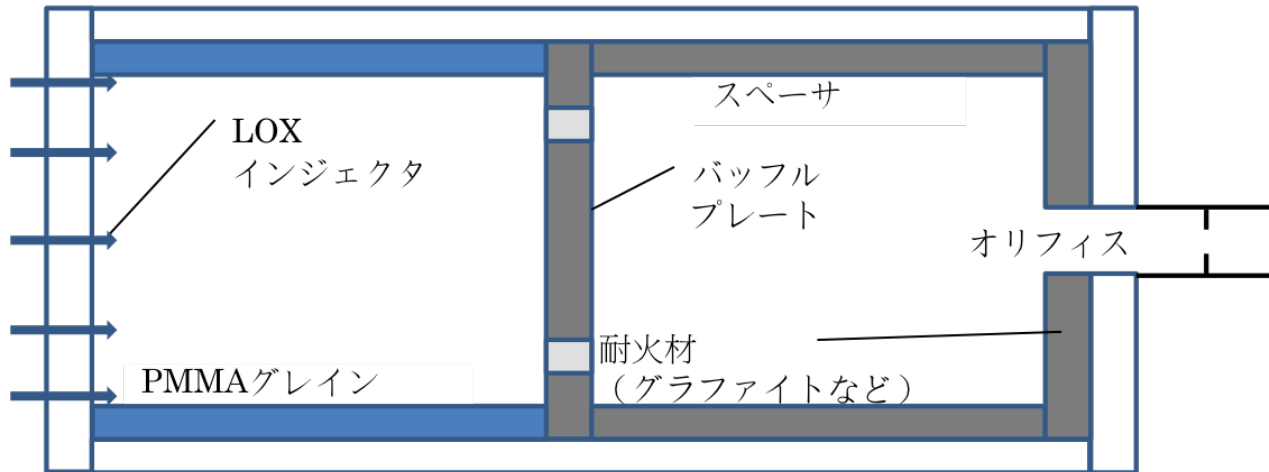 LOX
インジェクタ
PMMAグレイン
スペーサ
バッフル
プレート
オリフィス
耐火材
（グラファイトなど）